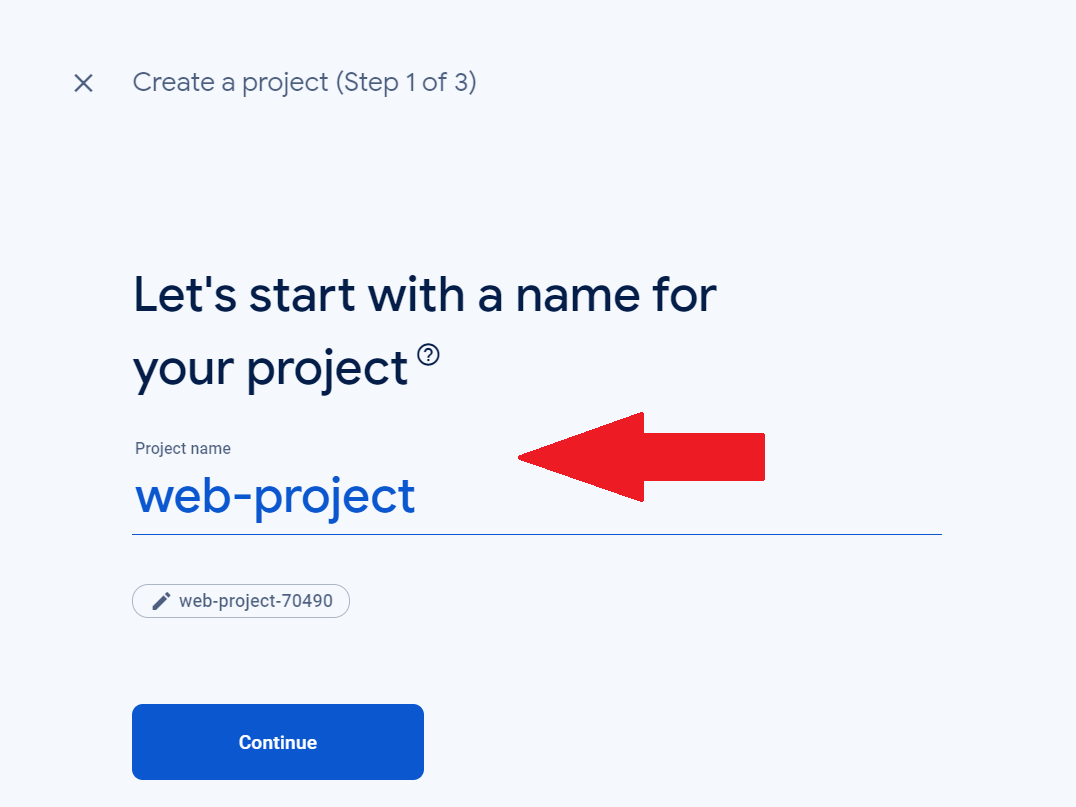 Create a project (Step 1 of 3)
Let's start with a name for
your project
Project name
web-project
web-project-70490
Continue